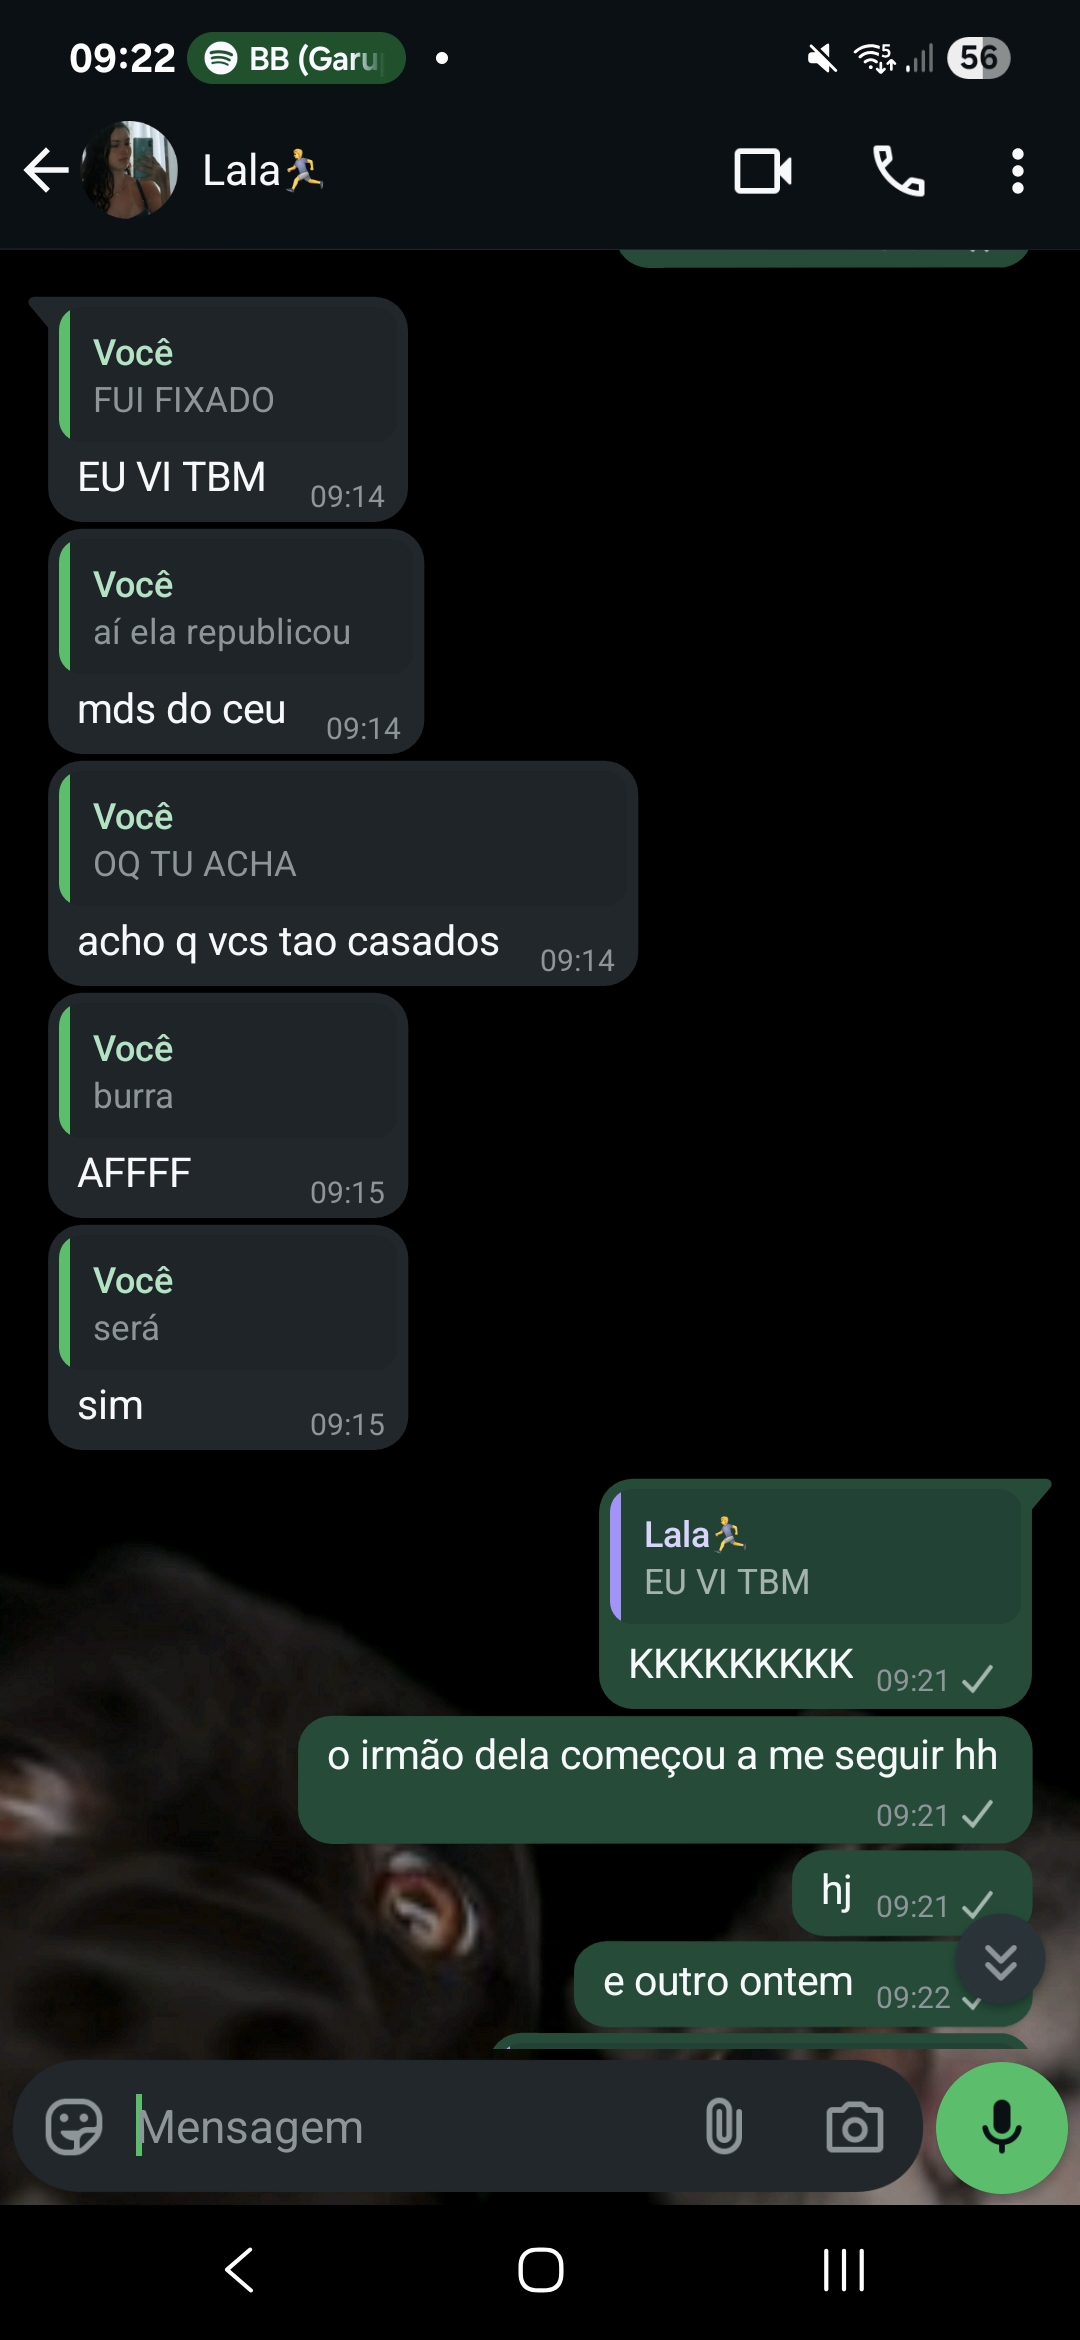 09:22 BB (Garu 56
Lala🏃
Você
FUI FIXADO
EU VI TBM 09:14
Você
aí ela republicou
mds do ceu 09:14
Você
OQ TU ACHA
acho q vcs tao casados 09:14
Você
burra
AFFFF 09:15
Você
será
sim 09:15
Lala🏃
EU VI TBM
KKKKKKKKK 09:21
o irmão dela começou a me seguir hh
09:21
hj 09:21
e outro ontem 09:22
Mensagem